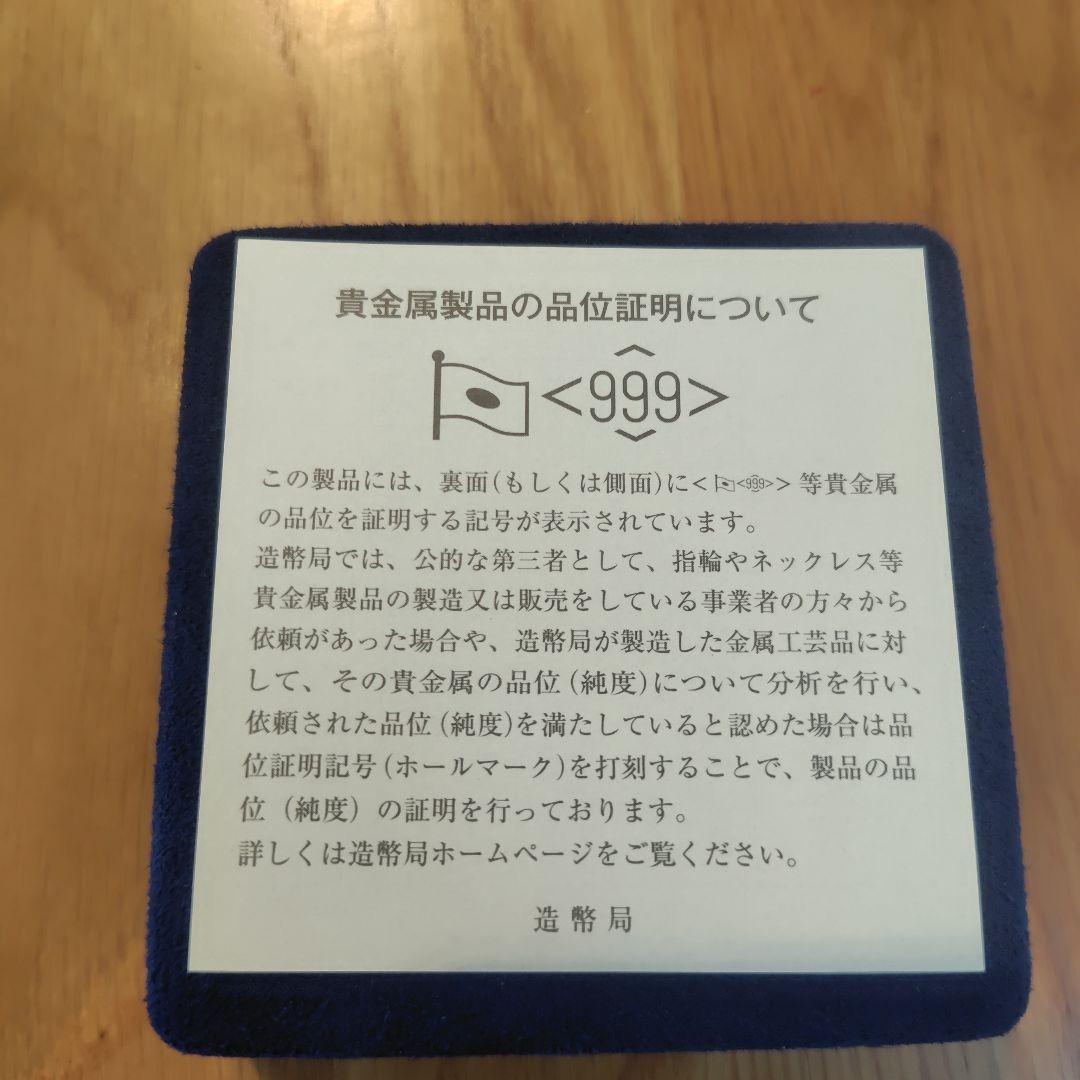 貴金属製品の品位証明について
<999>
この製品には、裏面(もしくは側面)に<<999>>等貴金属
の品位を証明する記号が表示されています。
造幣局では、公的な第三者として、指輪やネックレス等
貴金属製品の製造又は販売をしている事業者の方々から
依頼があった場合や、造幣局が製造した金属工芸品に対
して、その貴金属の品位(純度)について分析を行い、
依頼された品位(純度)を満たしていると認めた場合は品
位証明記号(ホールマーク)を打刻することで、製品の品
位（純度）の証明を行っております。
詳しくは造幣局ホームページをご覧ください。
造幣局